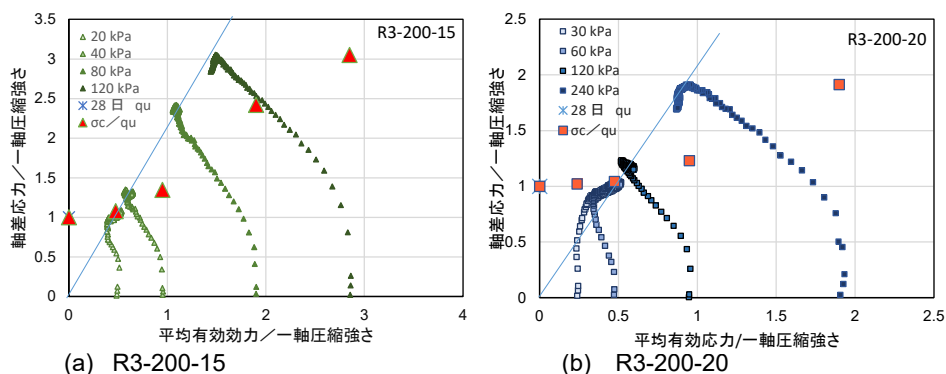 (a)
3.5
3
2.5
2
1.5
1
0.5
0
0
1
2
3
4
軸差応力／一軸圧縮強さ
平均有効効力／一軸圧縮強さ
R3-200-15
20 kPa
40 kPa
80 kPa
120 kPa
28 日 qu
σc／qu
(a) R3-200-15
(b)
2.5
2
1.5
1
0.5
0
0
0.5
1
1.5
2
2.5
軸差応力／一軸圧縮強さ
平均有効応力/一軸圧縮強さ
R3-200-20
30 kPa
60 kPa
120 kPa
240 kPa
28 日 qu
σc／qu
(b) R3-200-20